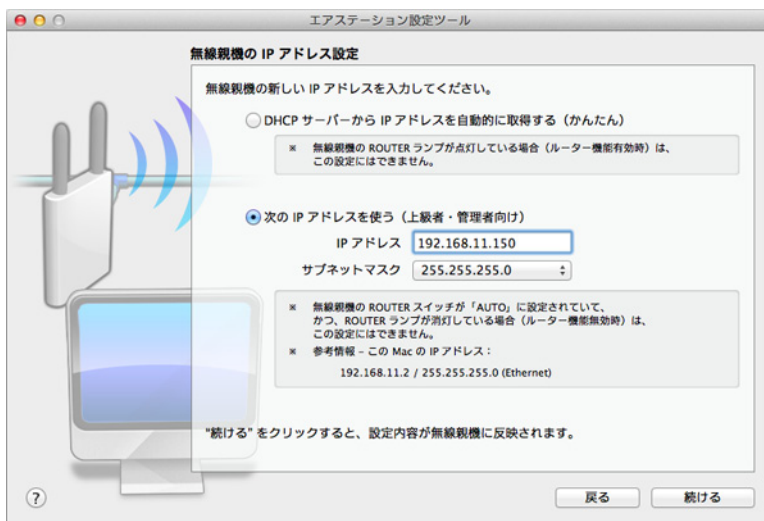 エアステーション設定ツール
無線親機の IP アドレス設定
無線親機の新しい IP アドレスを入力してください。
DHCP サーバーから IP アドレスを自動的に取得する（かんたん）
※ 無線親機の ROUTER ランプが点灯している場合（ルーター機能有効時）は、
この設定にはできません。
次の IP アドレスを使う（上級者・管理者向け）
IP アドレス 192.168.11.150
サブネットマスク 255.255.255.0
※ 無線親機の ROUTER スイッチが「AUTO」に設定されていて、
かつ、ROUTER ランプが消灯している場合（ルーター機能無効時）は、
この設定にはできません。
※ 参考情報 – この Mac の IP アドレス：
192.168.11.2 / 255.255.255.0 (Ethernet)
"続ける" をクリックすると、設定内容が無線親機に反映されます。
? 戻る 続ける